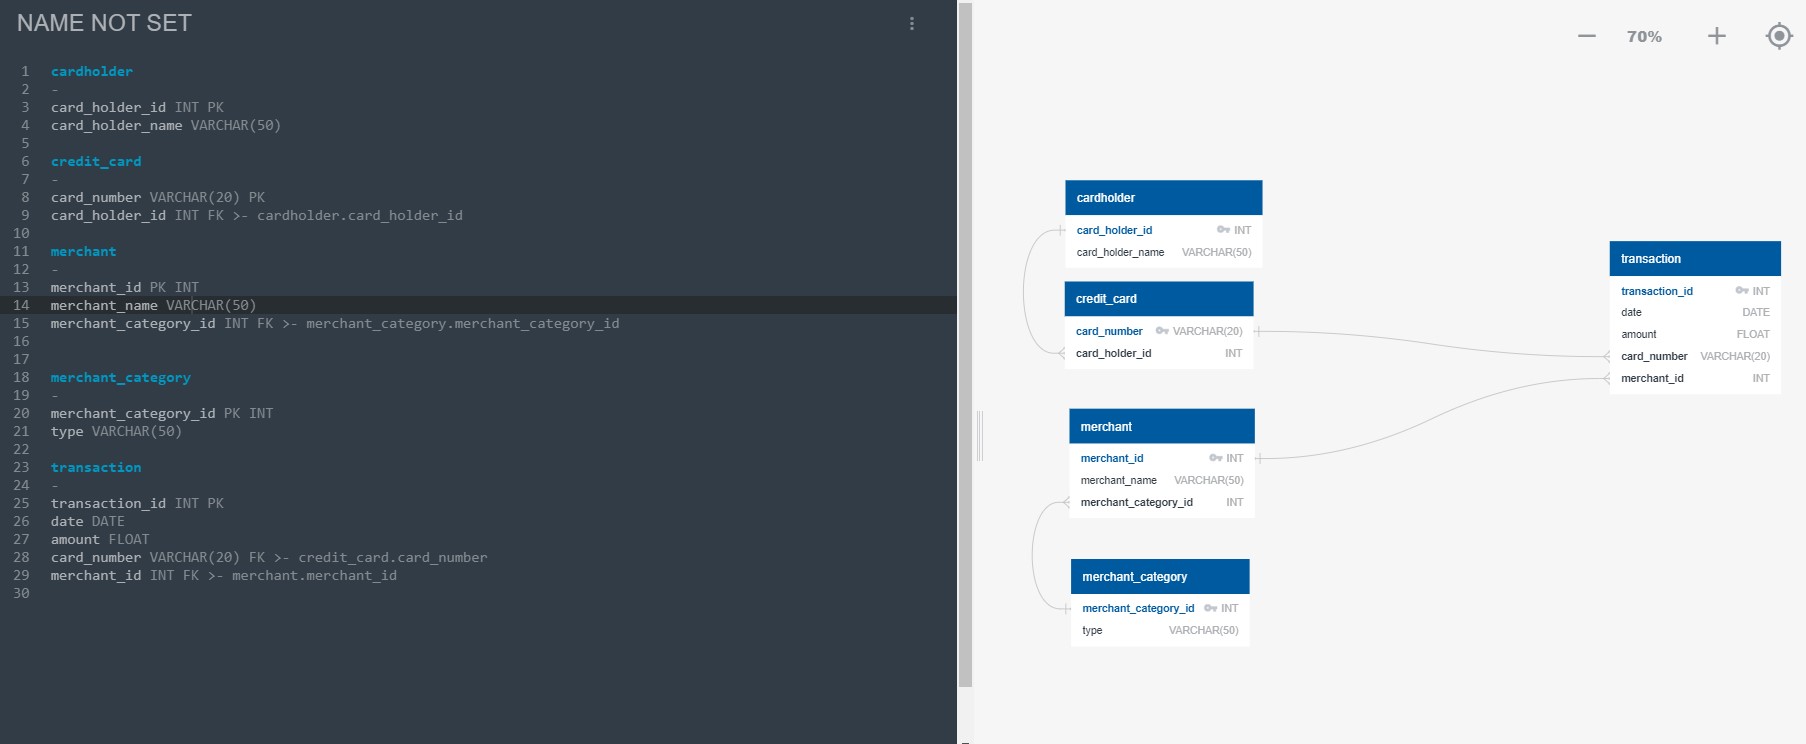 NAME NOT SET
1 cardholder
2 -
3 card_holder_id INT PK
4 card_holder_name VARCHAR(50)
5
6 credit_card
7 -
8 card_number VARCHAR(20) PK
9 card_holder_id INT FK >- cardholder.card_holder_id
10
11 merchant
12 -
13 merchant_id PK INT
14 merchant_name VARCHAR(50)
15 merchant_category_id INT FK >- merchant_category.merchant_category_id
16
17
18 merchant_category
19 -
20 merchant_category_id PK INT
21 type VARCHAR(50)
22
23 transaction
24 -
25 transaction_id INT PK
26 date DATE
27 amount FLOAT
28 card_number VARCHAR(20) FK >- credit_card.card_number
29 merchant_id INT FK >- merchant.merchant_id
30
70%
cardholder
card_holder_id INT
card_holder_name VARCHAR(50)
credit_card
card_number VARCHAR(20)
card_holder_id INT
merchant
merchant_id INT
merchant_name VARCHAR(50)
merchant_category_id INT
merchant_category
merchant_category_id INT
type VARCHAR(50)
transaction
transaction_id INT
date DATE
amount FLOAT
card_number VARCHAR(20)
merchant_id INT